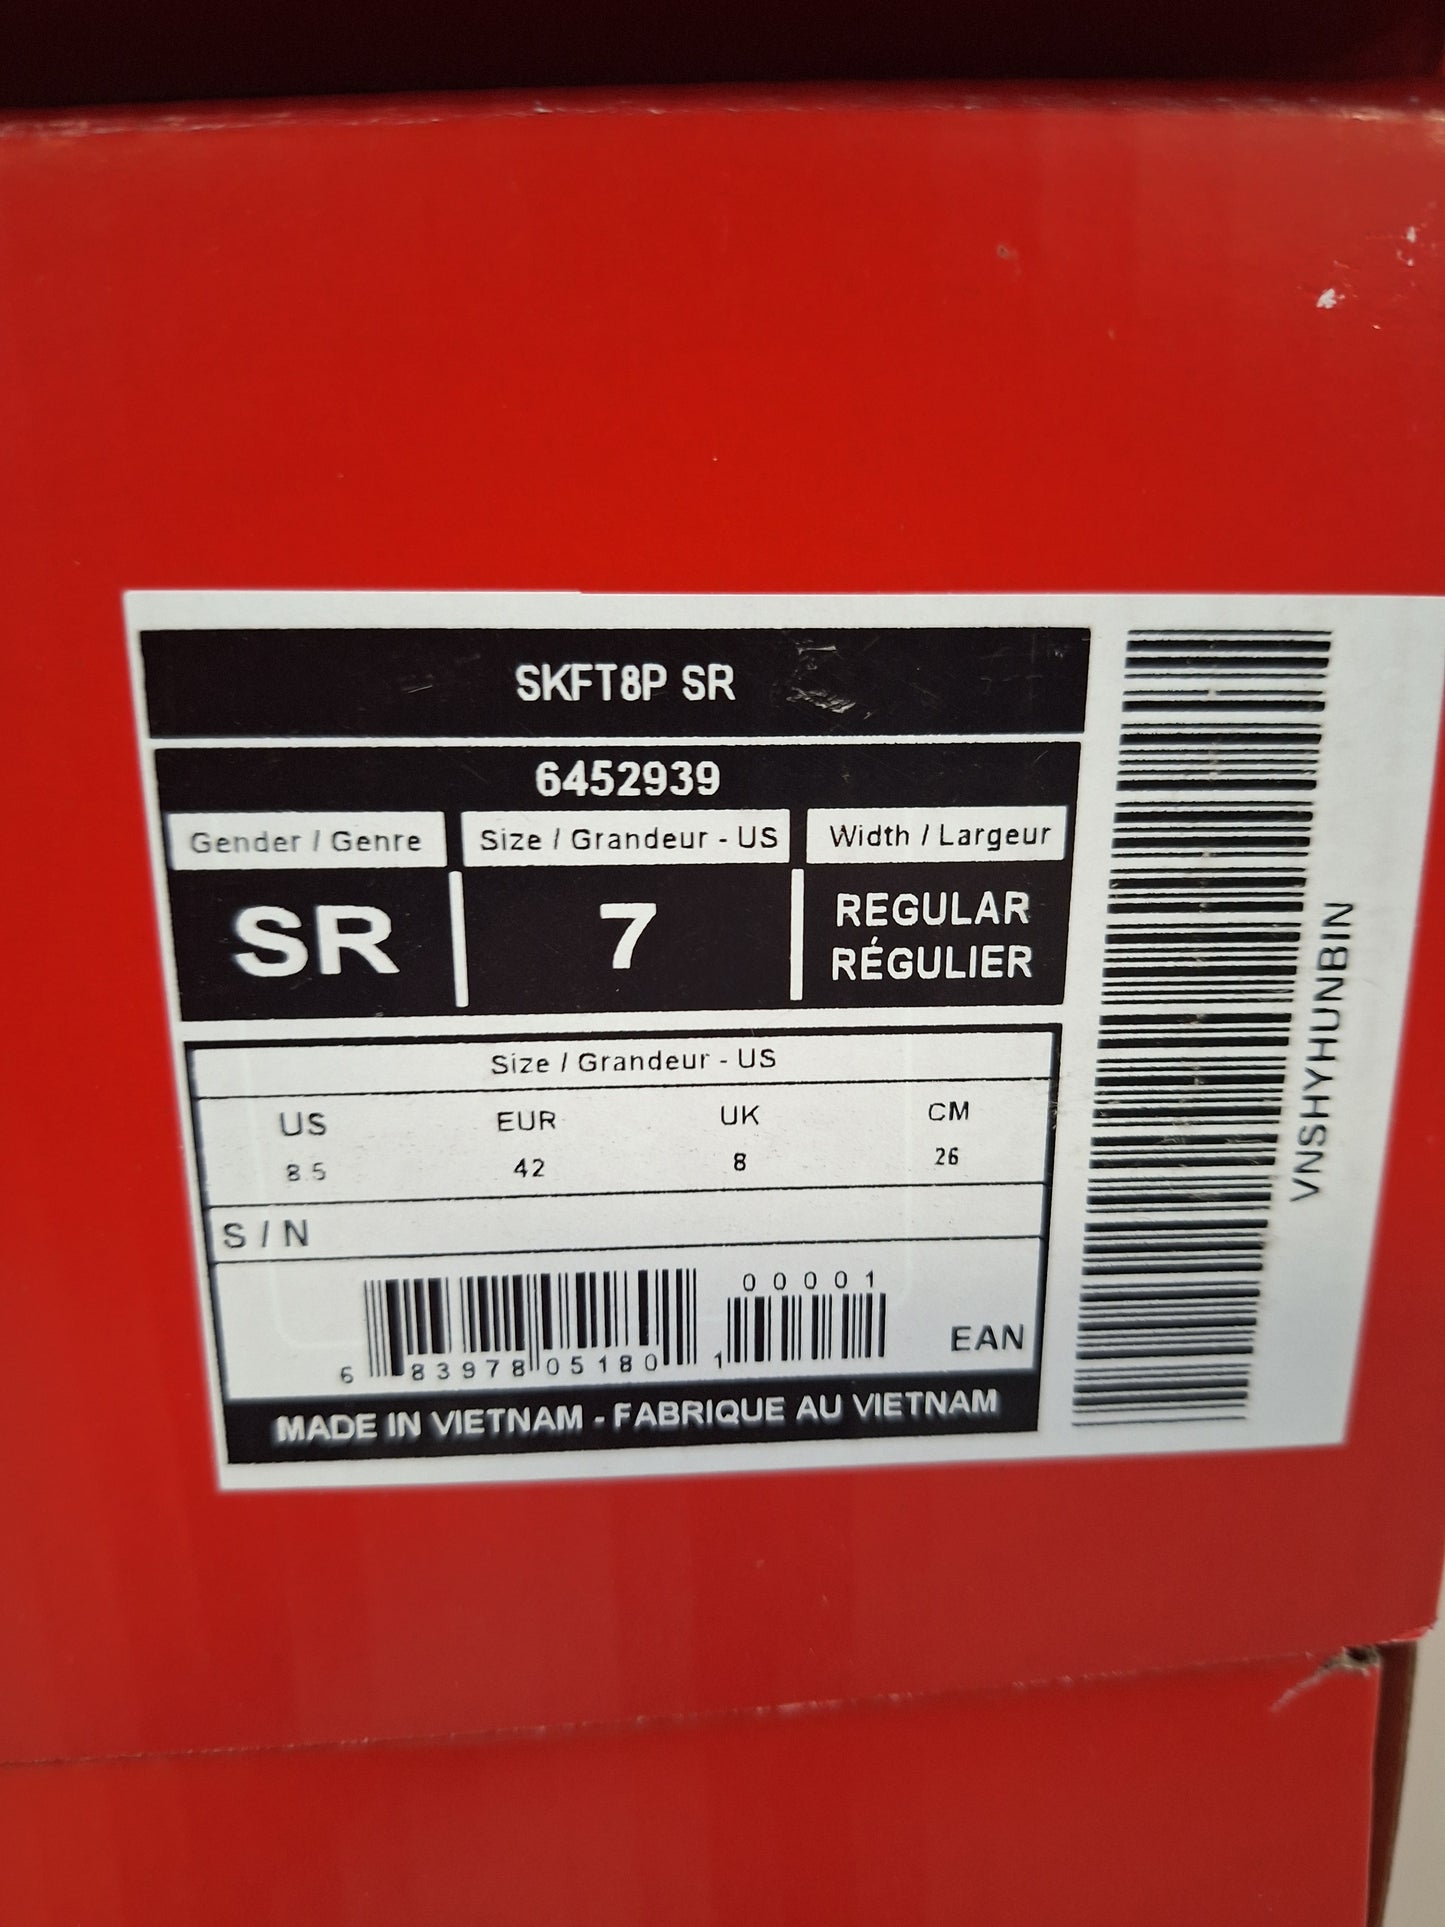 SKFT8P SR
6452939
Gender / Genre
Size / Grandeur - US
Width / Largeur
SR
7
REGULAR
RÉGULIER
Size / Grandeur - US
US EUR UK CM
8.5 42 8 26
S / N
00001
6 83978 05180 1
EAN
MADE IN VIETNAM - FABRIQUE AU VIETNAM
VNSHYHUNBIN